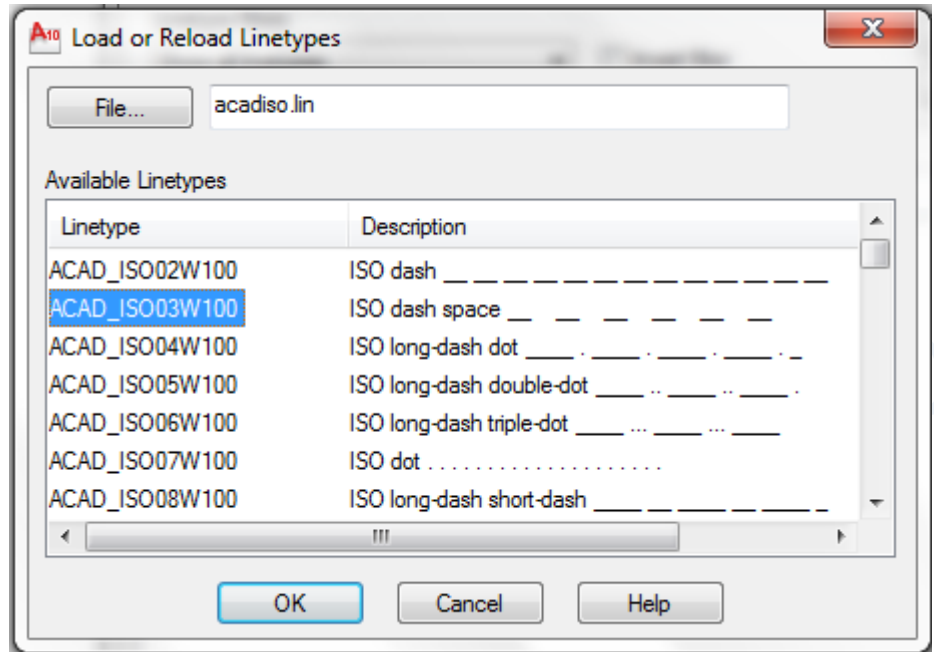 A10 Load or Reload Linetypes
File... acadiso.lin
Available Linetypes
Linetype Description
ACAD_ISO02W100 ISO dash __ __ __ __ __ __ __ __ __ __ __ __ __
ACAD_ISO03W100 ISO dash space __ __ __ __ __ __
ACAD_ISO04W100 ISO long-dash dot ____ . ____ . ____ . ____ . _
ACAD_ISO05W100 ISO long-dash double-dot ____ .. ____ .. ____ .
ACAD_ISO06W100 ISO long-dash triple-dot ____ ... ____ ... ____
ACAD_ISO07W100 ISO dot . . . . . . . . . . . . . . . . . . . .
ACAD_ISO08W100 ISO long-dash short-dash ____ __ ____ __ ____ _
OK Cancel Help